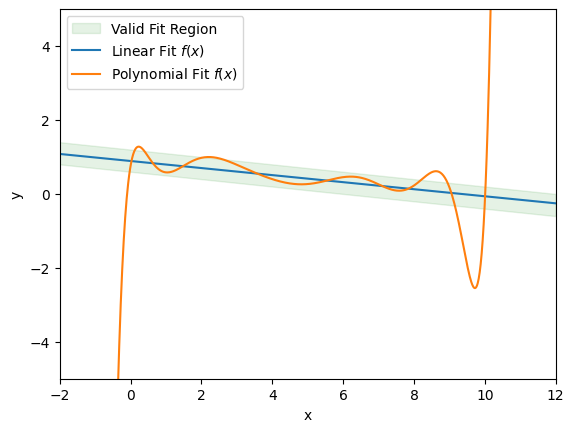 Valid Fit Region
Linear Fit f(x)
Polynomial Fit f(x)
4
2
0
−2
−4
y
−2 0 2 4 6 8 10 12
x